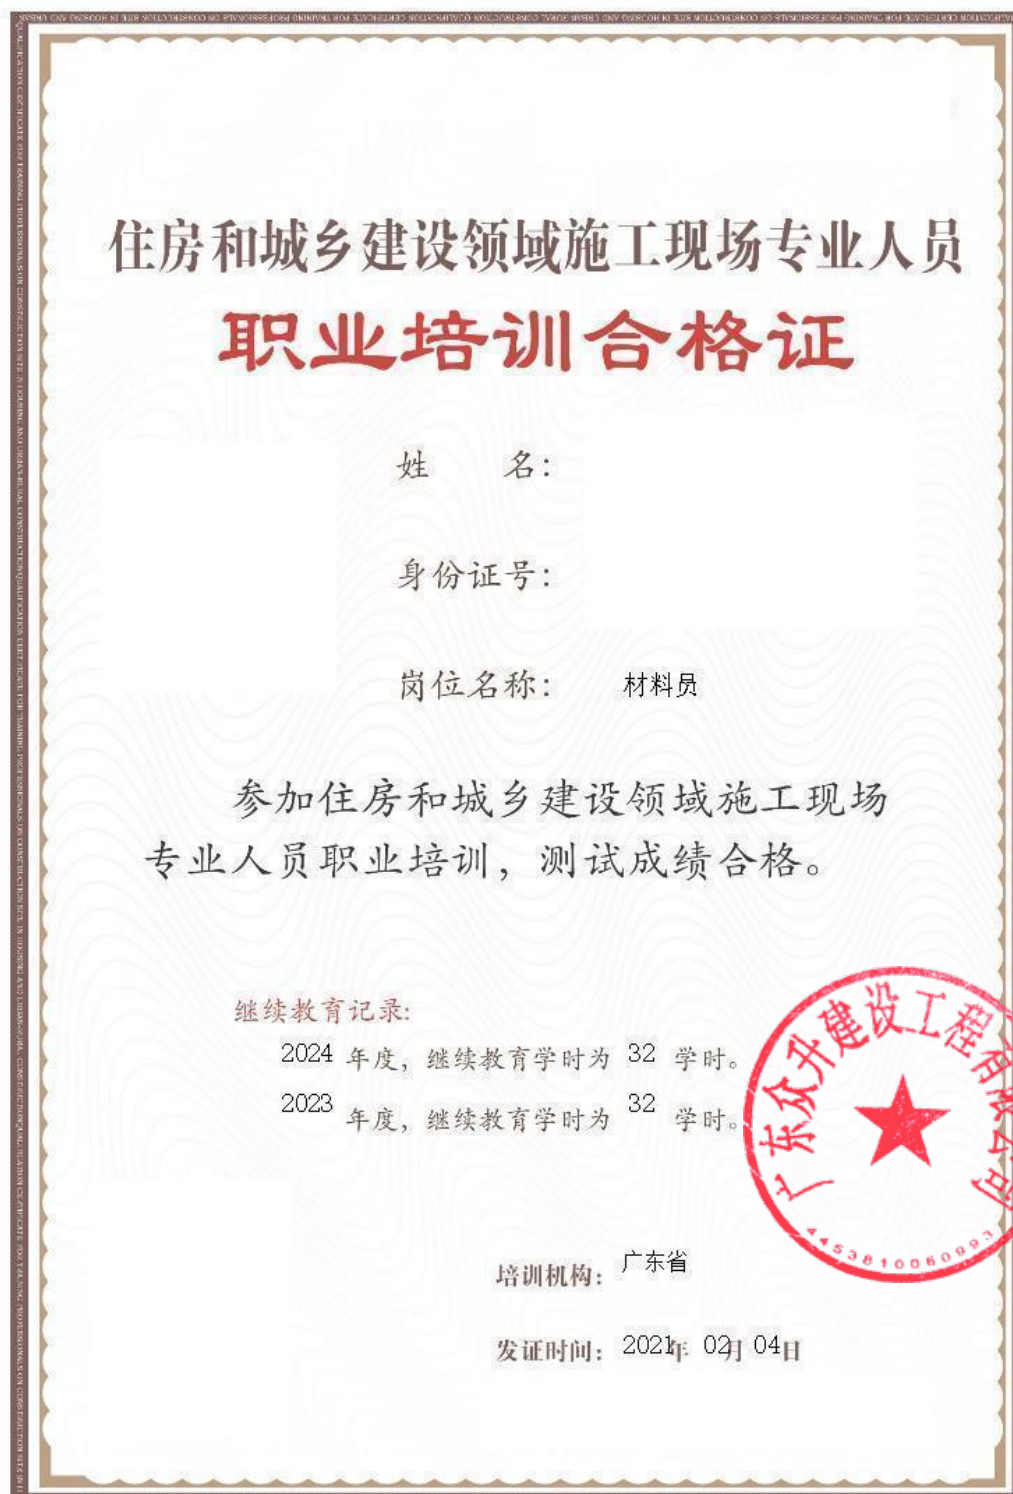 住房和城乡建设领域施工现场专业人员
职业培训合格证
姓 名：
身份证号：
岗位名称： 材料员
参加住房和城乡建设领域施工现场
专业人员职业培训，测试成绩合格。
继续教育记录:
2024 年度，继续教育学时为 32 学时。
2023 年度，继续教育学时为 32 学时。
广东众升建设工程有限公司
4453810060993
培训机构： 广东省
发证时间： 2021年 02月 04日